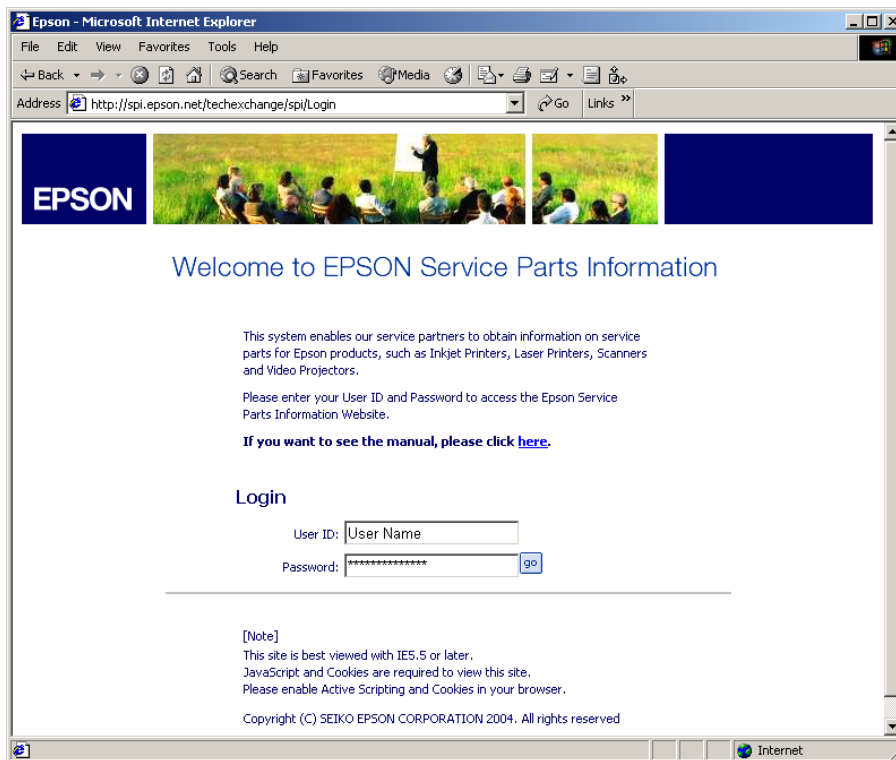 Epson - Microsoft Internet Explorer
File Edit View Favorites Tools Help
Back Search Favorites Media
Address http://spi.epson.net/techexchange/spi/Login Go Links »
EPSON
Welcome to EPSON Service Parts Information
This system enables our service partners to obtain information on service
parts for Epson products, such as Inkjet Printers, Laser Printers, Scanners
and Video Projectors.
Please enter your User ID and Password to access the Epson Service
Parts Information Website.
If you want to see the manual, please click here.
Login
User ID: User Name
Password: ************** go
[Note]
This site is best viewed with IE5.5 or later.
JavaScript and Cookies are required to view this site.
Please enable Active Scripting and Cookies in your browser.
Copyright (C) SEIKO EPSON CORPORATION 2004. All rights reserved
Internet